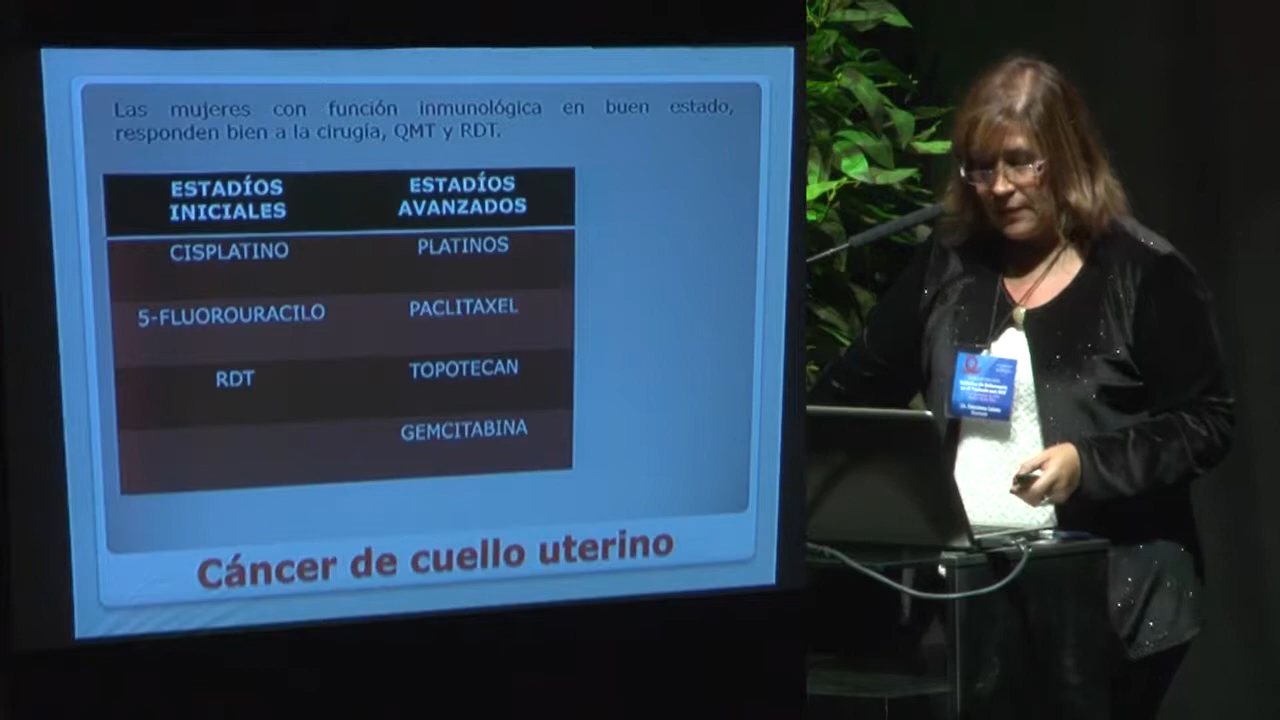 Las mujeres con función inmunológica en buen estado,
responden bien a la cirugía, QMT y RDT.
ESTADÍOS INICIALES
ESTADÍOS AVANZADOS
CISPLATINO
PLATINOS
5-FLUOROURACILO
PACLITAXEL
RDT
TOPOTECAN
GEMCITABINA
Cáncer de cuello uterino